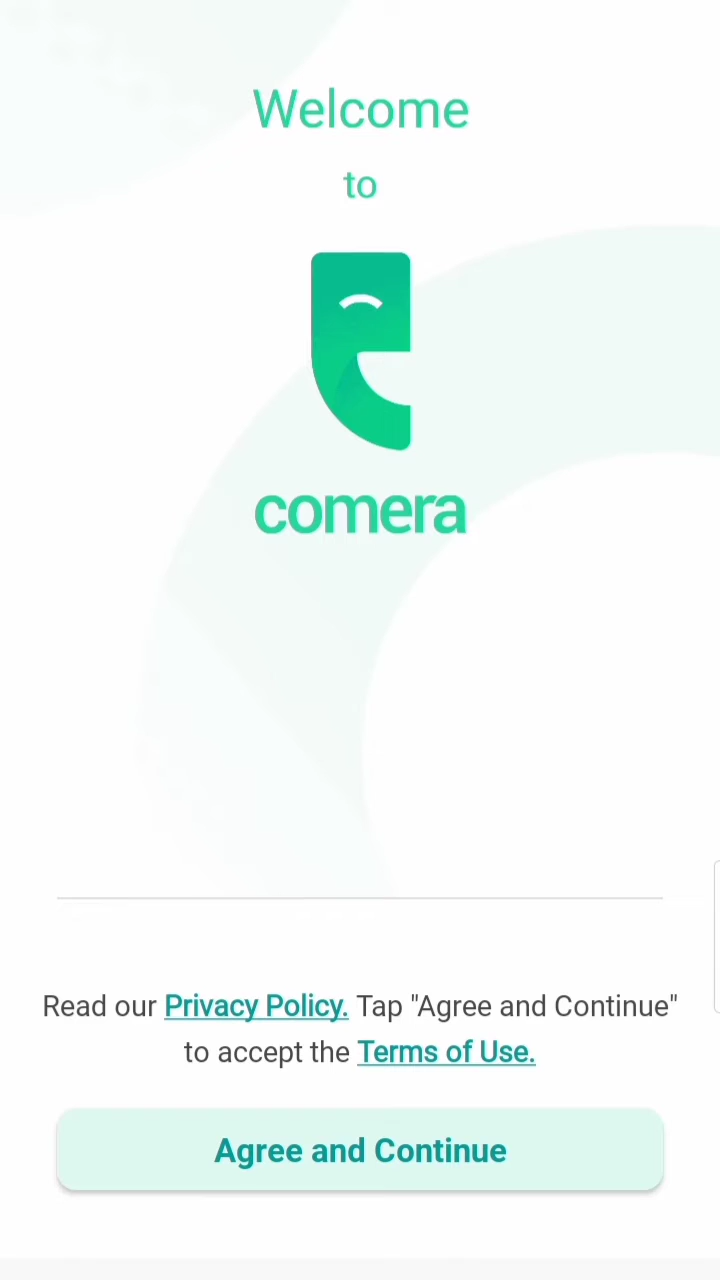 Welcome
to
comera
Read our Privacy Policy. Tap "Agree and Continue"
to accept the Terms of Use.
Agree and Continue